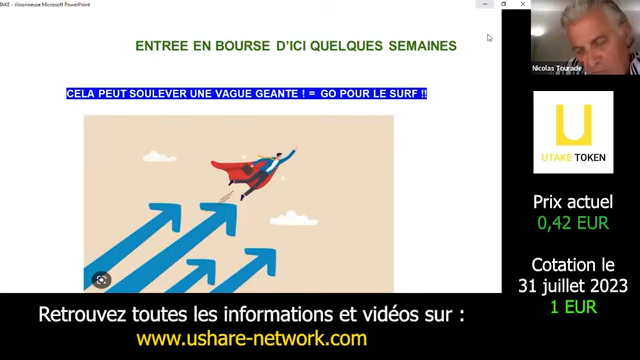 TAKE - Visionneuse Microsoft PowerPoint
ENTREE EN BOURSE D'ICI QUELQUES SEMAINES
CELA PEUT SOULEVER UNE VAGUE GEANTE ! = GO POUR LE SURF !!
Nicolas Tourade
UTAKE TOKEN
Prix actuel
0,42 EUR
Cotation le
31 juillet 2023
1 EUR
Retrouvez toutes les informations et vidéos sur :
www.ushare-network.com